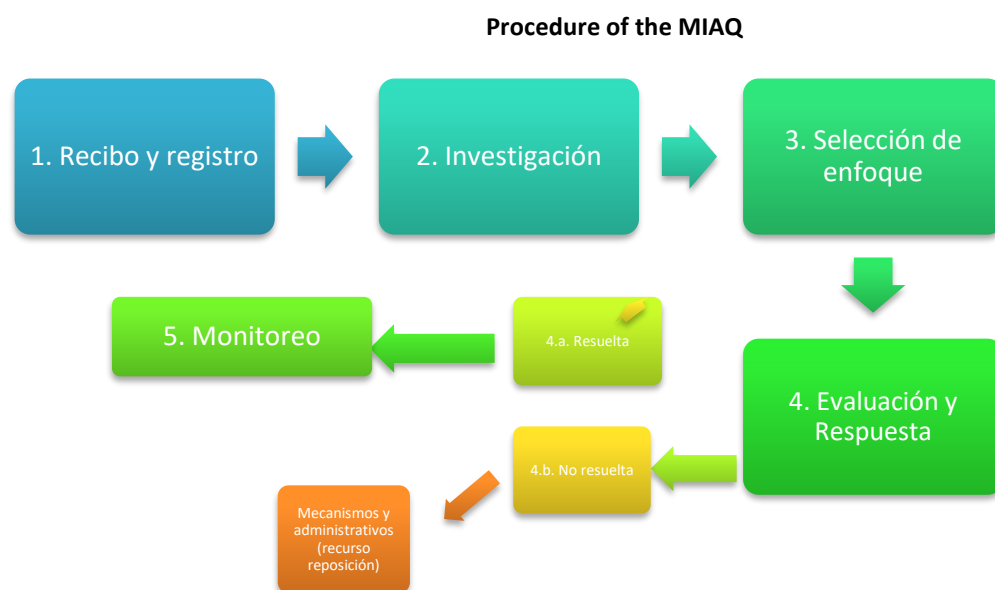 Procedure of the MIAQ
1. Recibo y registro
2. Investigación
3. Selección de
enfoque
4. Evaluación y
Respuesta
4.a. Resuelta
5. Monitoreo
4.b. No resuelta
Mecanismos y
administrativos
(recurso
reposición)